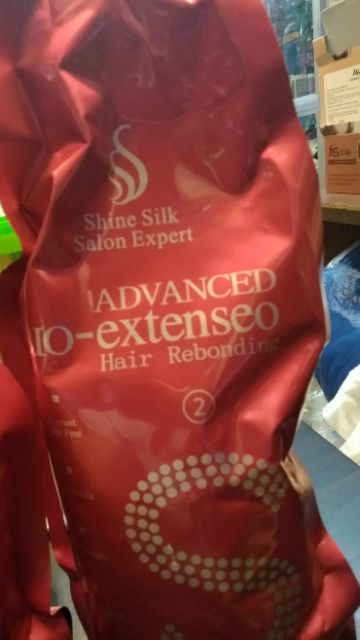 Shine Silk
Salon Expert
ADVANCED
IO-extenseo
Hair Rebonding
2